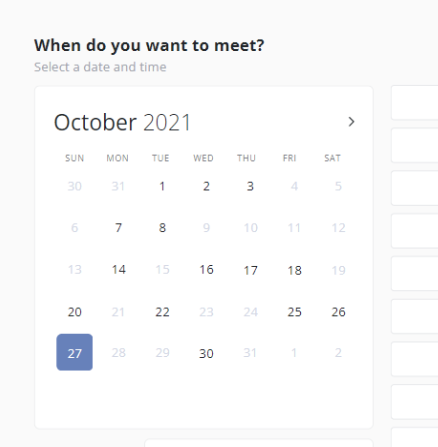 When do you want to meet?
Select a date and time
October 2021 >
SUN MON TUE WED THU FRI SAT
30 31 1 2 3 4 5
6 7 8 9 10 11 12
13 14 15 16 17 18 19
20 21 22 23 24 25 26
27 28 29 30 31 1 2